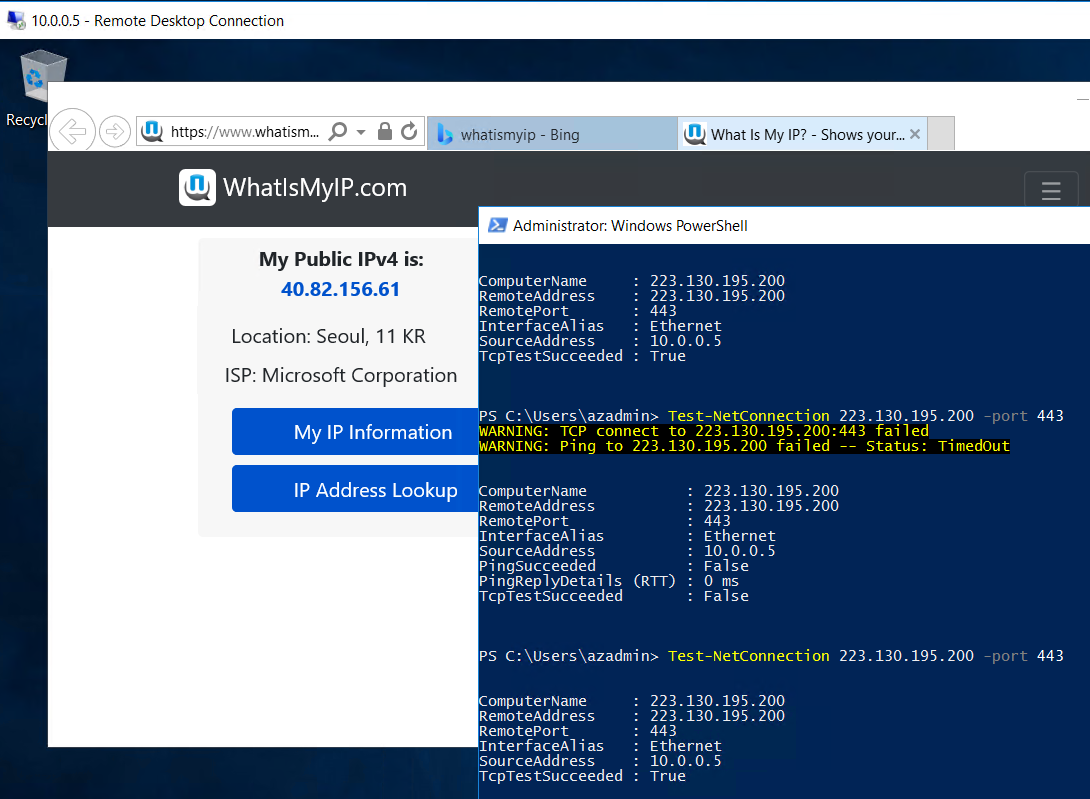 10.0.0.5 - Remote Desktop Connection
Recycl
https://www.whatism...
whatismyip - Bing
What Is My IP? - Shows your...
WhatIsMyIP.com
My Public IPv4 is:
40.82.156.61
Location: Seoul, 11 KR
ISP: Microsoft Corporation
My IP Information
IP Address Lookup
Administrator: Windows PowerShell
ComputerName     : 223.130.195.200
RemoteAddress    : 223.130.195.200
RemotePort       : 443
InterfaceAlias   : Ethernet
SourceAddress    : 10.0.0.5
TcpTestSucceeded : True
PS C:\Users\azadmin> Test-NetConnection 223.130.195.200 -port 443
WARNING: TCP connect to 223.130.195.200:443 failed
WARNING: Ping to 223.130.195.200 failed -- Status: TimedOut
ComputerName           : 223.130.195.200
RemoteAddress          : 223.130.195.200
RemotePort             : 443
InterfaceAlias         : Ethernet
SourceAddress          : 10.0.0.5
PingSucceeded          : False
PingReplyDetails (RTT) : 0 ms
TcpTestSucceeded       : False
PS C:\Users\azadmin> Test-NetConnection 223.130.195.200 -port 443
ComputerName     : 223.130.195.200
RemoteAddress    : 223.130.195.200
RemotePort       : 443
InterfaceAlias   : Ethernet
SourceAddress    : 10.0.0.5
TcpTestSucceeded : True